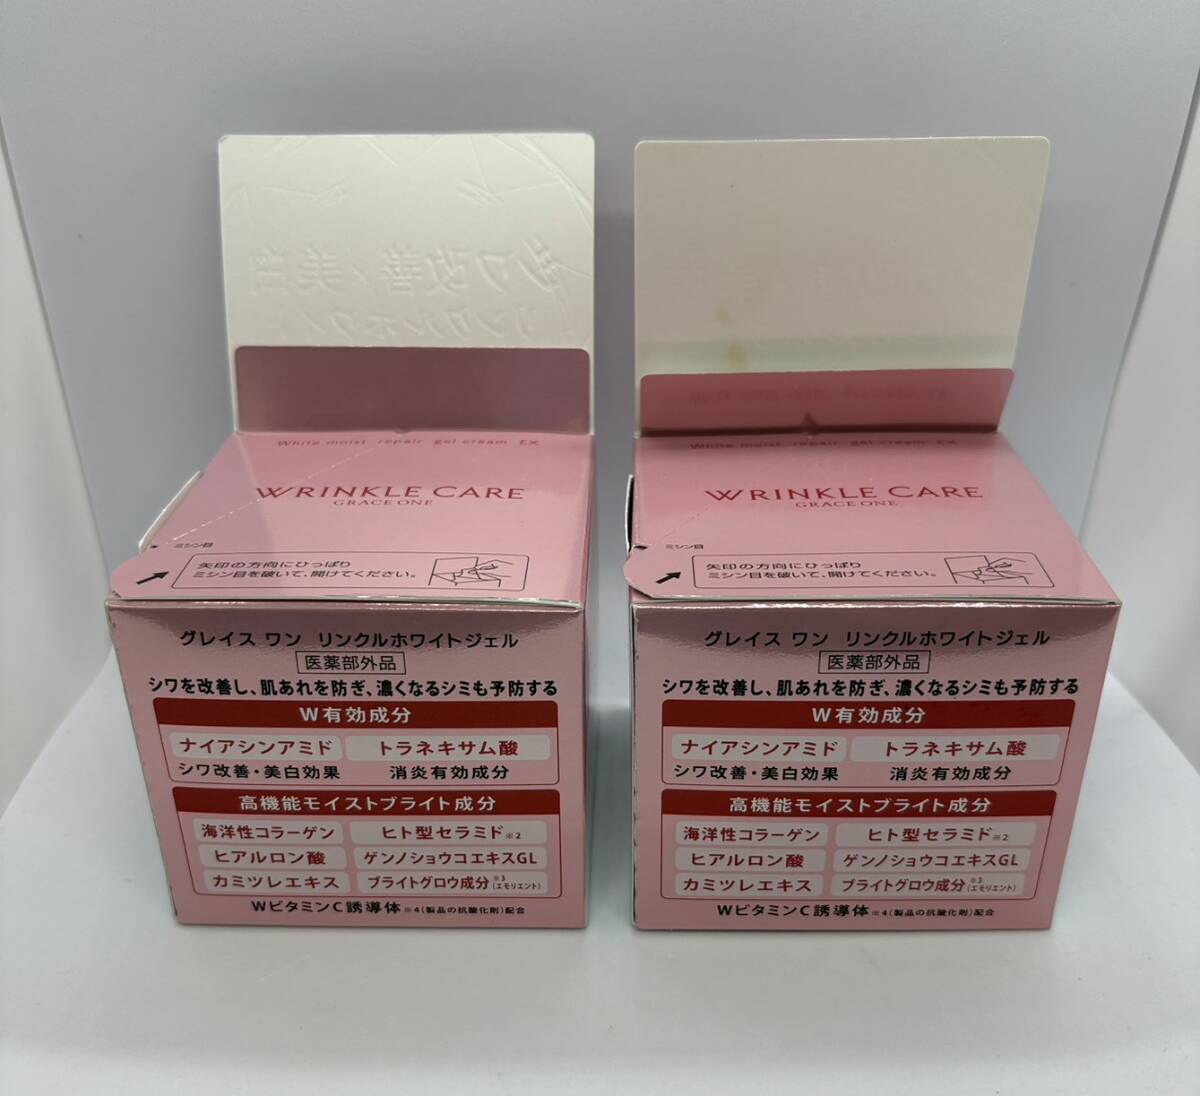 シワ改善×美白
リンクルホワイト
White moist repair gel cream EX
WRINKLE CARE
GRACE ONE
ミシン目
矢印の方向にひっぱり
ミシン目を破いて、開けてください。
グレイス ワン リンクルホワイトジェル
医薬部外品
シワを改善し、肌あれを防ぎ、濃くなるシミも予防する
W有効成分
ナイアシンアミド トラネキサム酸
シワ改善・美白効果 消炎有効成分
高機能モイストブライト成分
海洋性コラーゲン ヒト型セラミド※2
ヒアルロン酸 ゲンノショウコエキスGL
カミツレエキス ブライトグロウ成分※3(エモリエント)
WビタミンC誘導体※4(製品の抗酸化剤)配合
White moist repair gel cream EX
WRINKLE CARE
GRACE ONE
ミシン目
矢印の方向にひっぱり
ミシン目を破いて、開けてください。
グレイス ワン リンクルホワイトジェル
医薬部外品
シワを改善し、肌あれを防ぎ、濃くなるシミも予防する
W有効成分
ナイアシンアミド トラネキサム酸
シワ改善・美白効果 消炎有効成分
高機能モイストブライト成分
海洋性コラーゲン ヒト型セラミド※2
ヒアルロン酸 ゲンノショウコエキスGL
カミツレエキス ブライトグロウ成分※3(エモリエント)
WビタミンC誘導体※4(製品の抗酸化剤)配合